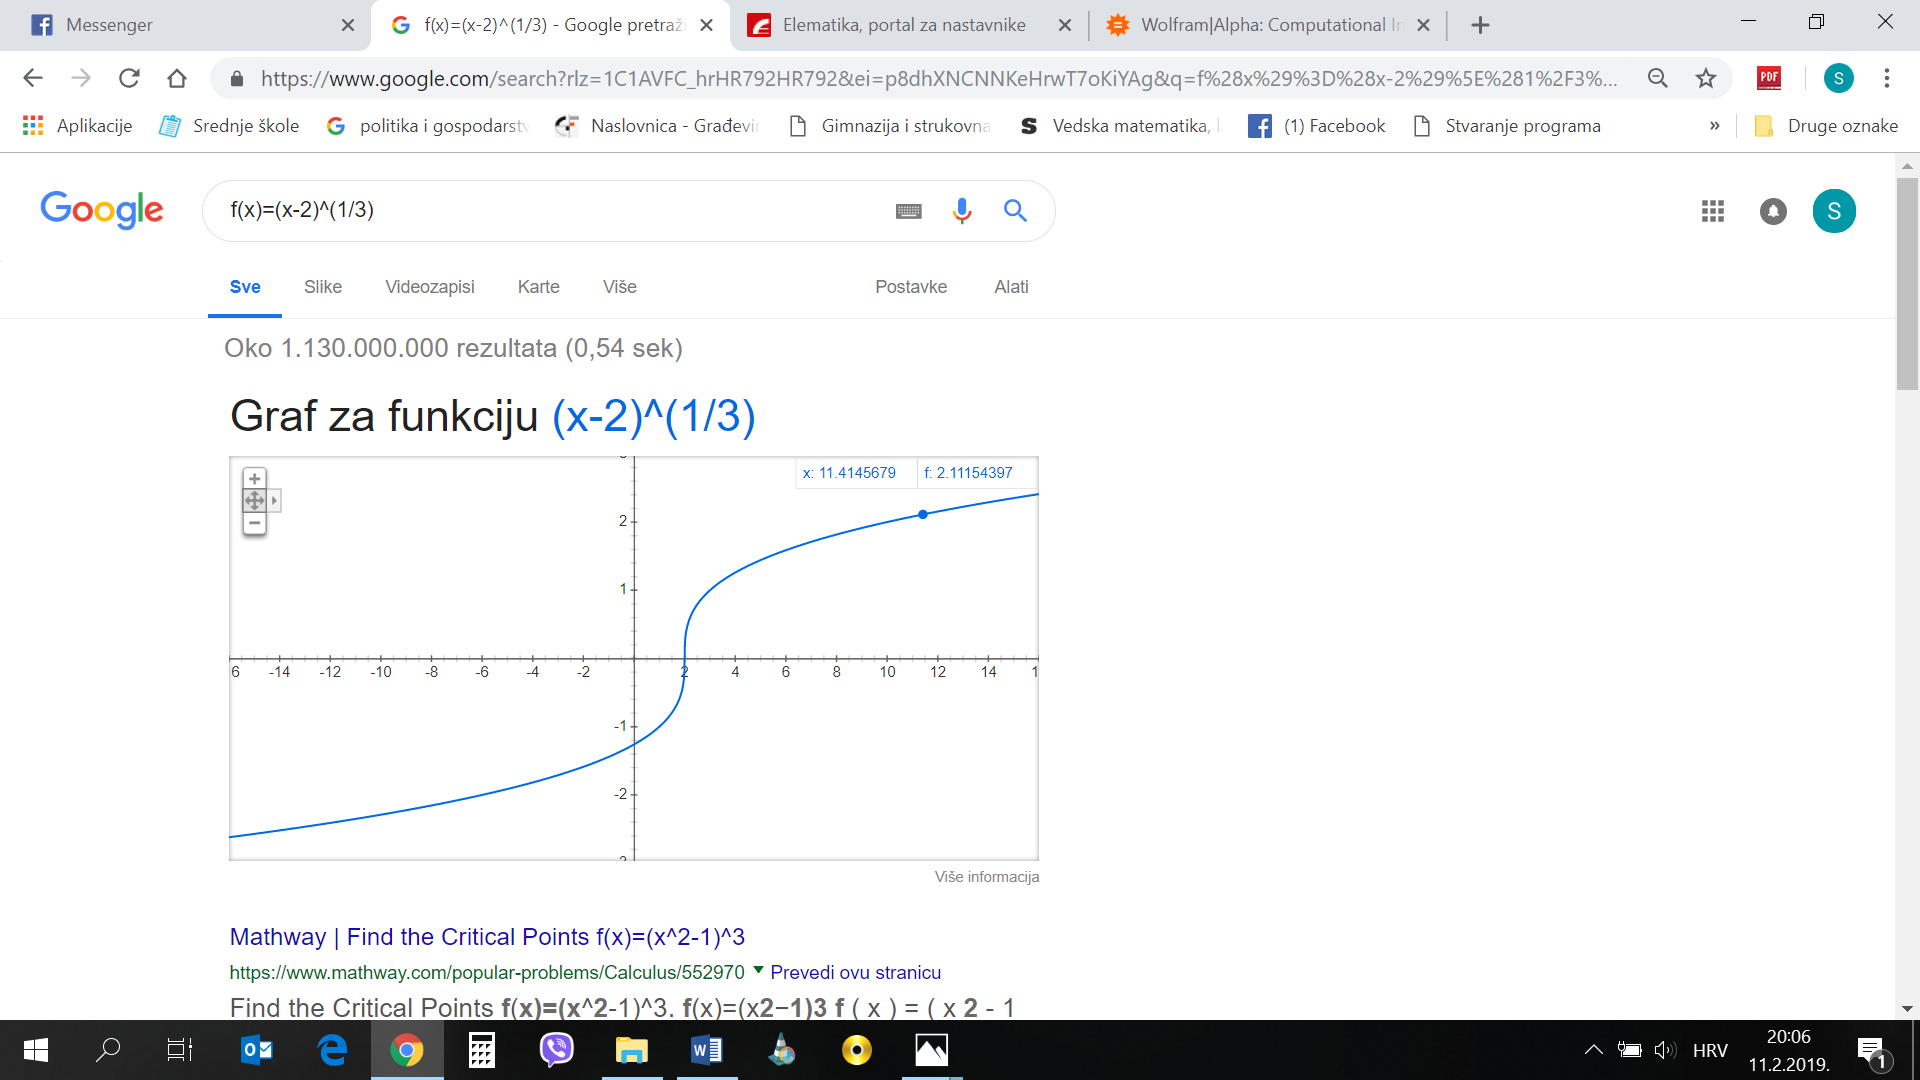 Messenger
f(x)=(x-2)^(1/3) - Google pretraži
Elematika, portal za nastavnike
Wolfram|Alpha: Computational In
https://www.google.com/search?rlz=1C1AVFC_hrHR792HR792&ei=p8dhXNCNNKeHrwT7oKiYAg&q=f%28x%29%3D%28x-2%29%5E%281%2F3%...
PDF
S
Aplikacije
Srednje škole
politika i gospodarstv
Naslovnica - Građevin
Gimnazija i strukovna
Vedska matematika, l
(1) Facebook
Stvaranje programa
»
Druge oznake
Google
f(x)=(x-2)^(1/3)
S
Sve
Slike
Videozapisi
Karte
Više
Postavke
Alati
Oko 1.130.000.000 rezultata (0,54 sek)
Graf za funkciju (x-2)^(1/3)
x: 11.4145679
f: 2.11154397
2
1
6 -14 -12 -10 -8 -6 -4 -2 2 4 6 8 10 12 14 1
-1
-2
Više informacija
Mathway | Find the Critical Points f(x)=(x^2-1)^3
https://www.mathway.com/popular-problems/Calculus/552970 Prevedi ovu stranicu
Find the Critical Points f(x)=(x^2-1)^3. f(x)=(x2−1)3 f ( x ) = ( x 2 - 1
HRV
20:06
11.2.2019.
1